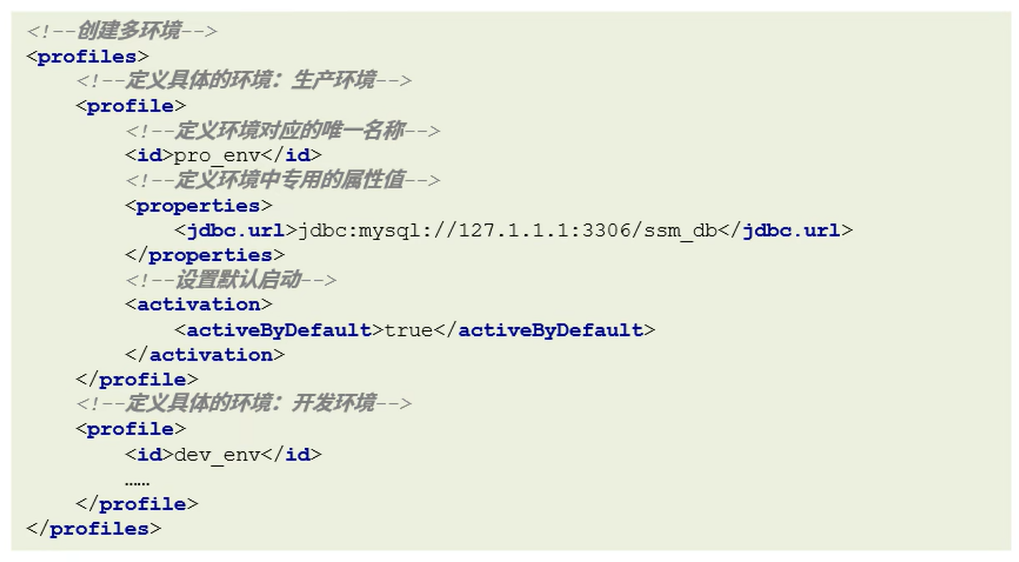 <!--创建多环境-->
<profiles>
    <!--定义具体的环境：生产环境-->
    <profile>
        <!--定义环境对应的唯一名称-->
        <id>pro_env</id>
        <!--定义环境中专用的属性值-->
        <properties>
            <jdbc.url>jdbc:mysql://127.1.1.1:3306/ssm_db</jdbc.url>
        </properties>
        <!--设置默认启动-->
        <activation>
            <activeByDefault>true</activeByDefault>
        </activation>
    </profile>
    <!--定义具体的环境：开发环境-->
    <profile>
        <id>dev_env</id>
        ……
    </profile>
</profiles>